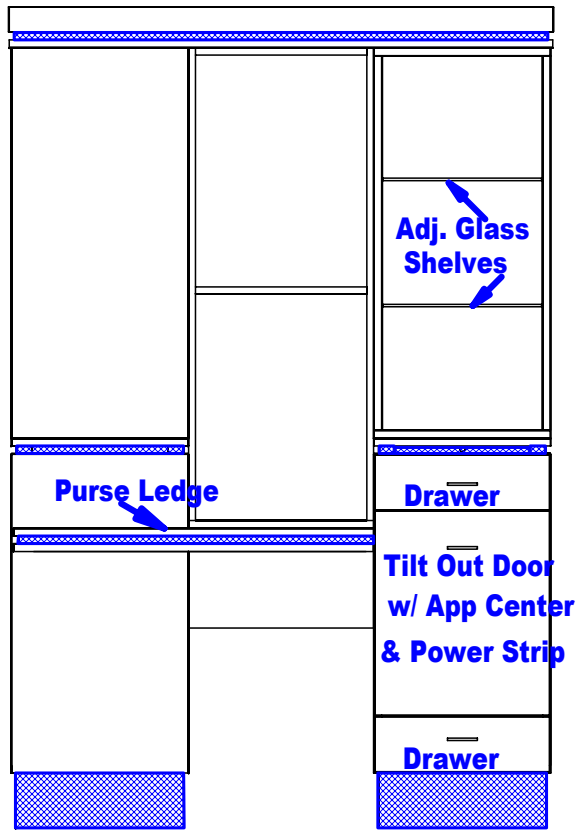 Adj. Glass
Shelves
Purse Ledge
Drawer
Tilt Out Door
w/ App Center
& Power Strip
Drawer